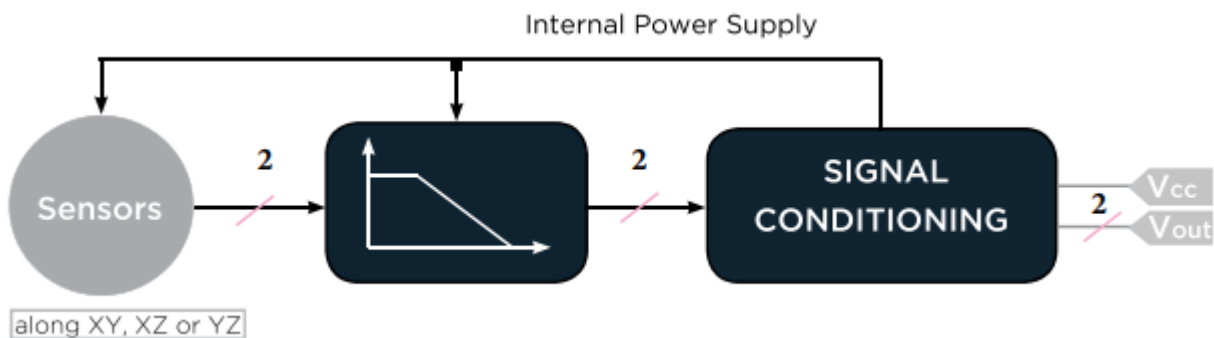 Internal Power Supply
2
2
Sensors
SIGNAL
CONDITIONING
Vcc
2
Vout
along XY, XZ or YZ